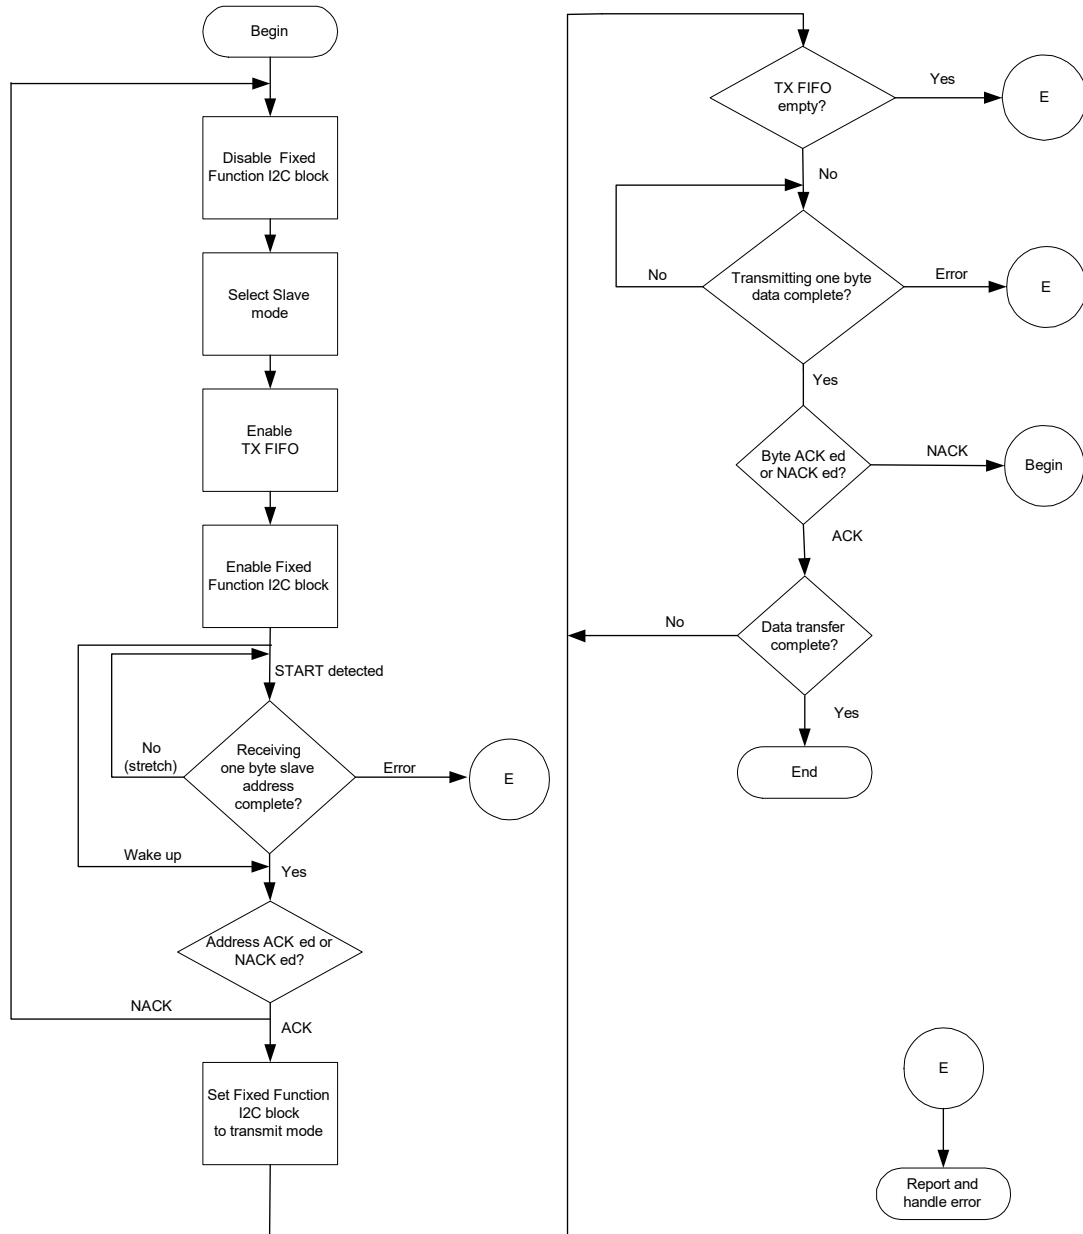 Begin
Disable Fixed
Function I2C block
Select Slave
mode
Enable
TX FIFO
Enable Fixed
Function I2C block
START detected
No
(stretch)
Receiving
one byte slave
address
complete?
Error
E
Wake up
Yes
Address ACK ed or
NACK ed?
NACK
ACK
Set Fixed Function
I2C block
to transmit mode
TX FIFO
empty?
Yes
E
No
No
Transmitting one byte
data complete?
Error
E
Yes
Byte ACK ed
or NACK ed?
NACK
Begin
ACK
No
Data transfer
complete?
Yes
End
E
Report and
handle error